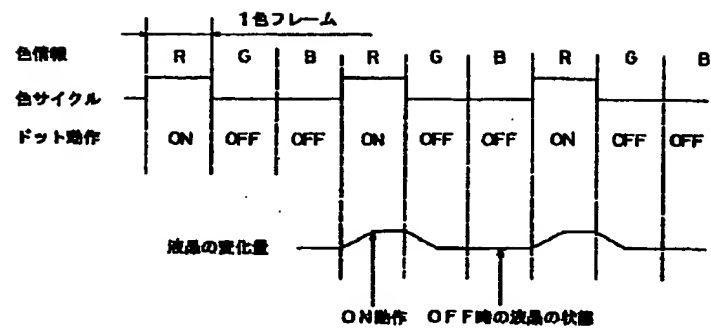 1色フレーム
色情報 R G B R G B R G B
色サイクル
ドット動作 ON OFF OFF ON OFF OFF ON OFF OFF
液晶の変化量
ON動作 OFF時の液晶の状態